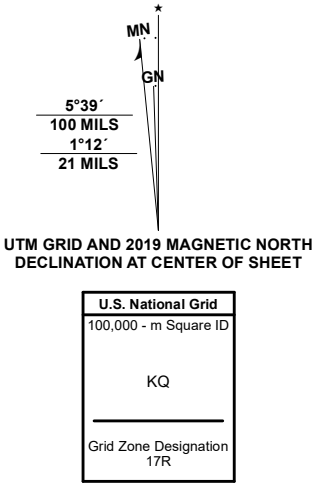 ★
MN
GN
5°39´
100 MILS
1°12´
21 MILS
UTM GRID AND 2019 MAGNETIC NORTH
DECLINATION AT CENTER OF SHEET
U.S. National Grid
100,000 - m Square ID
KQ
Grid Zone Designation
17R